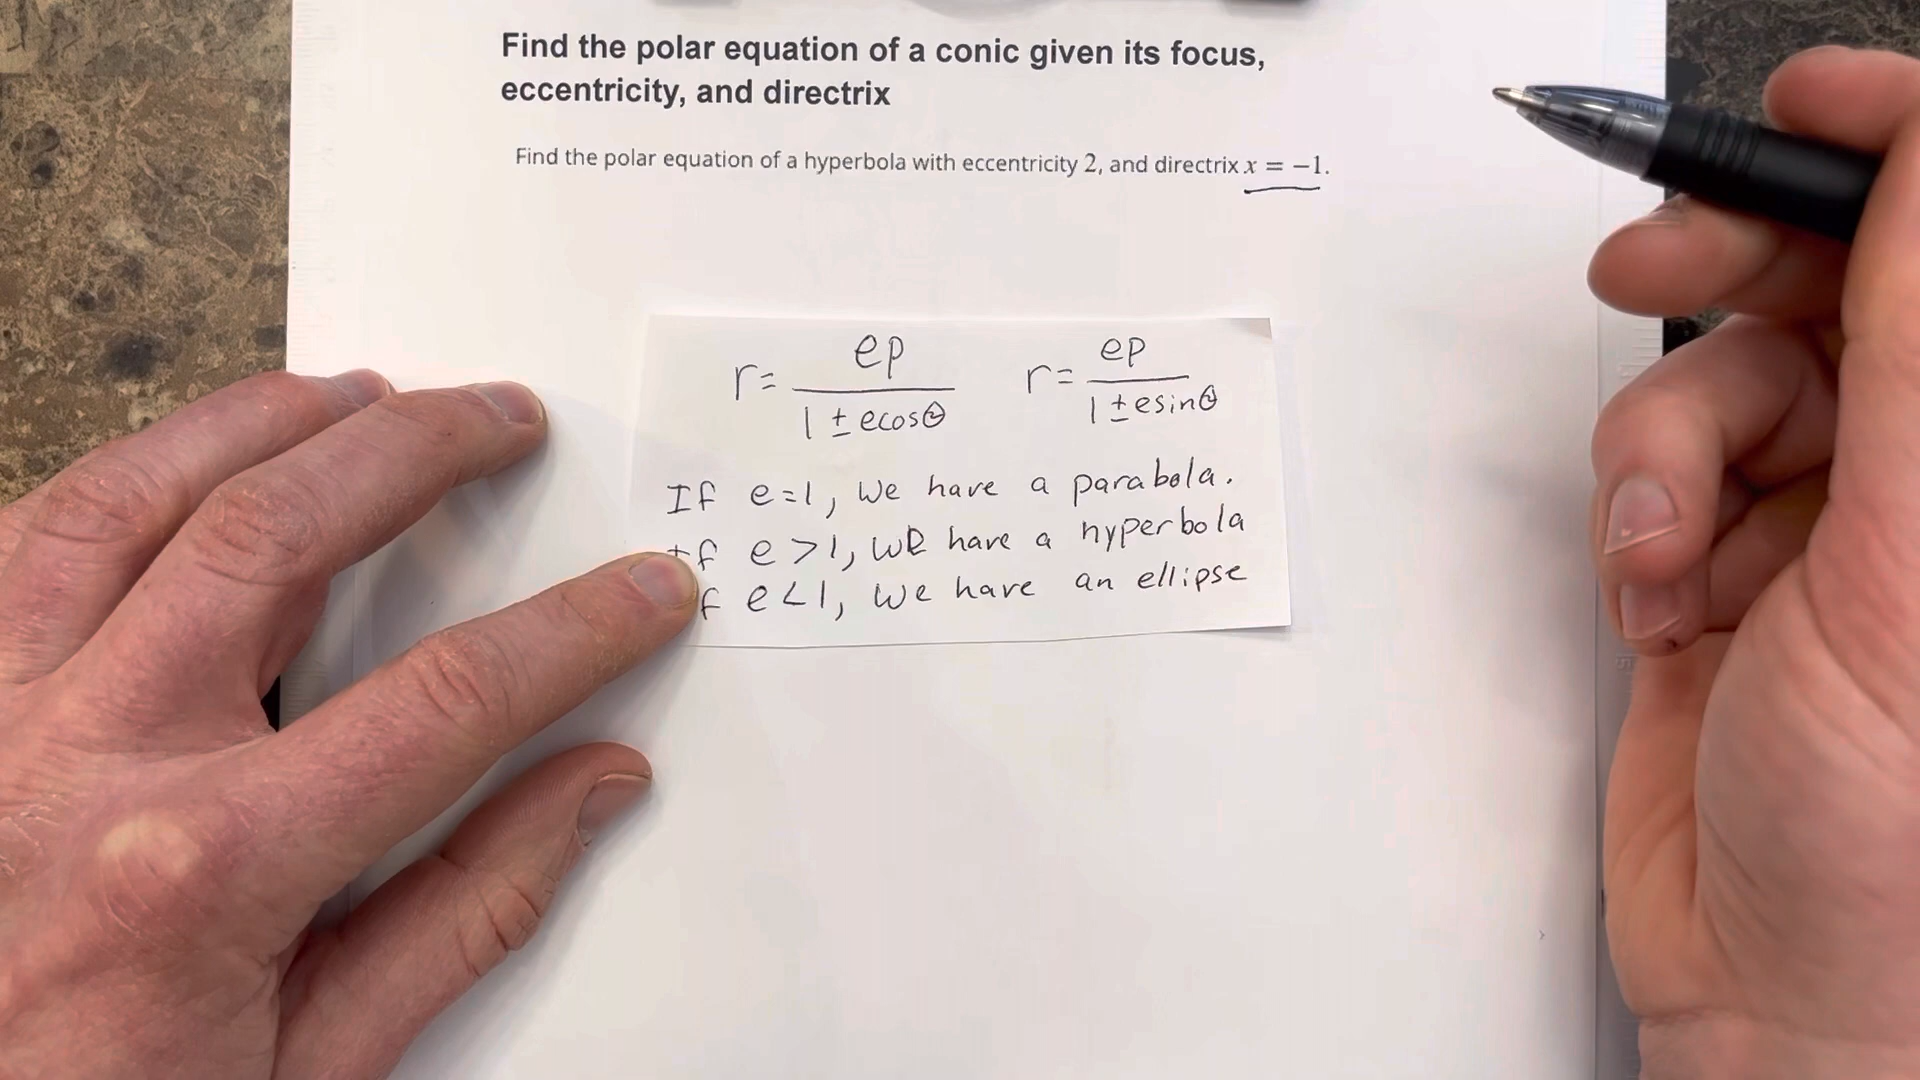 Find the polar equation of a conic given its focus,
eccentricity, and directrix
Find the polar equation of a hyperbola with eccentricity 2, and directrix x = −1.
r= ep / 1 ± ecosθ r= ep / 1 ± esinθ
If e=1, we have a parabola.
If e >1, we have a hyperbola
f e<1, we have an ellipse